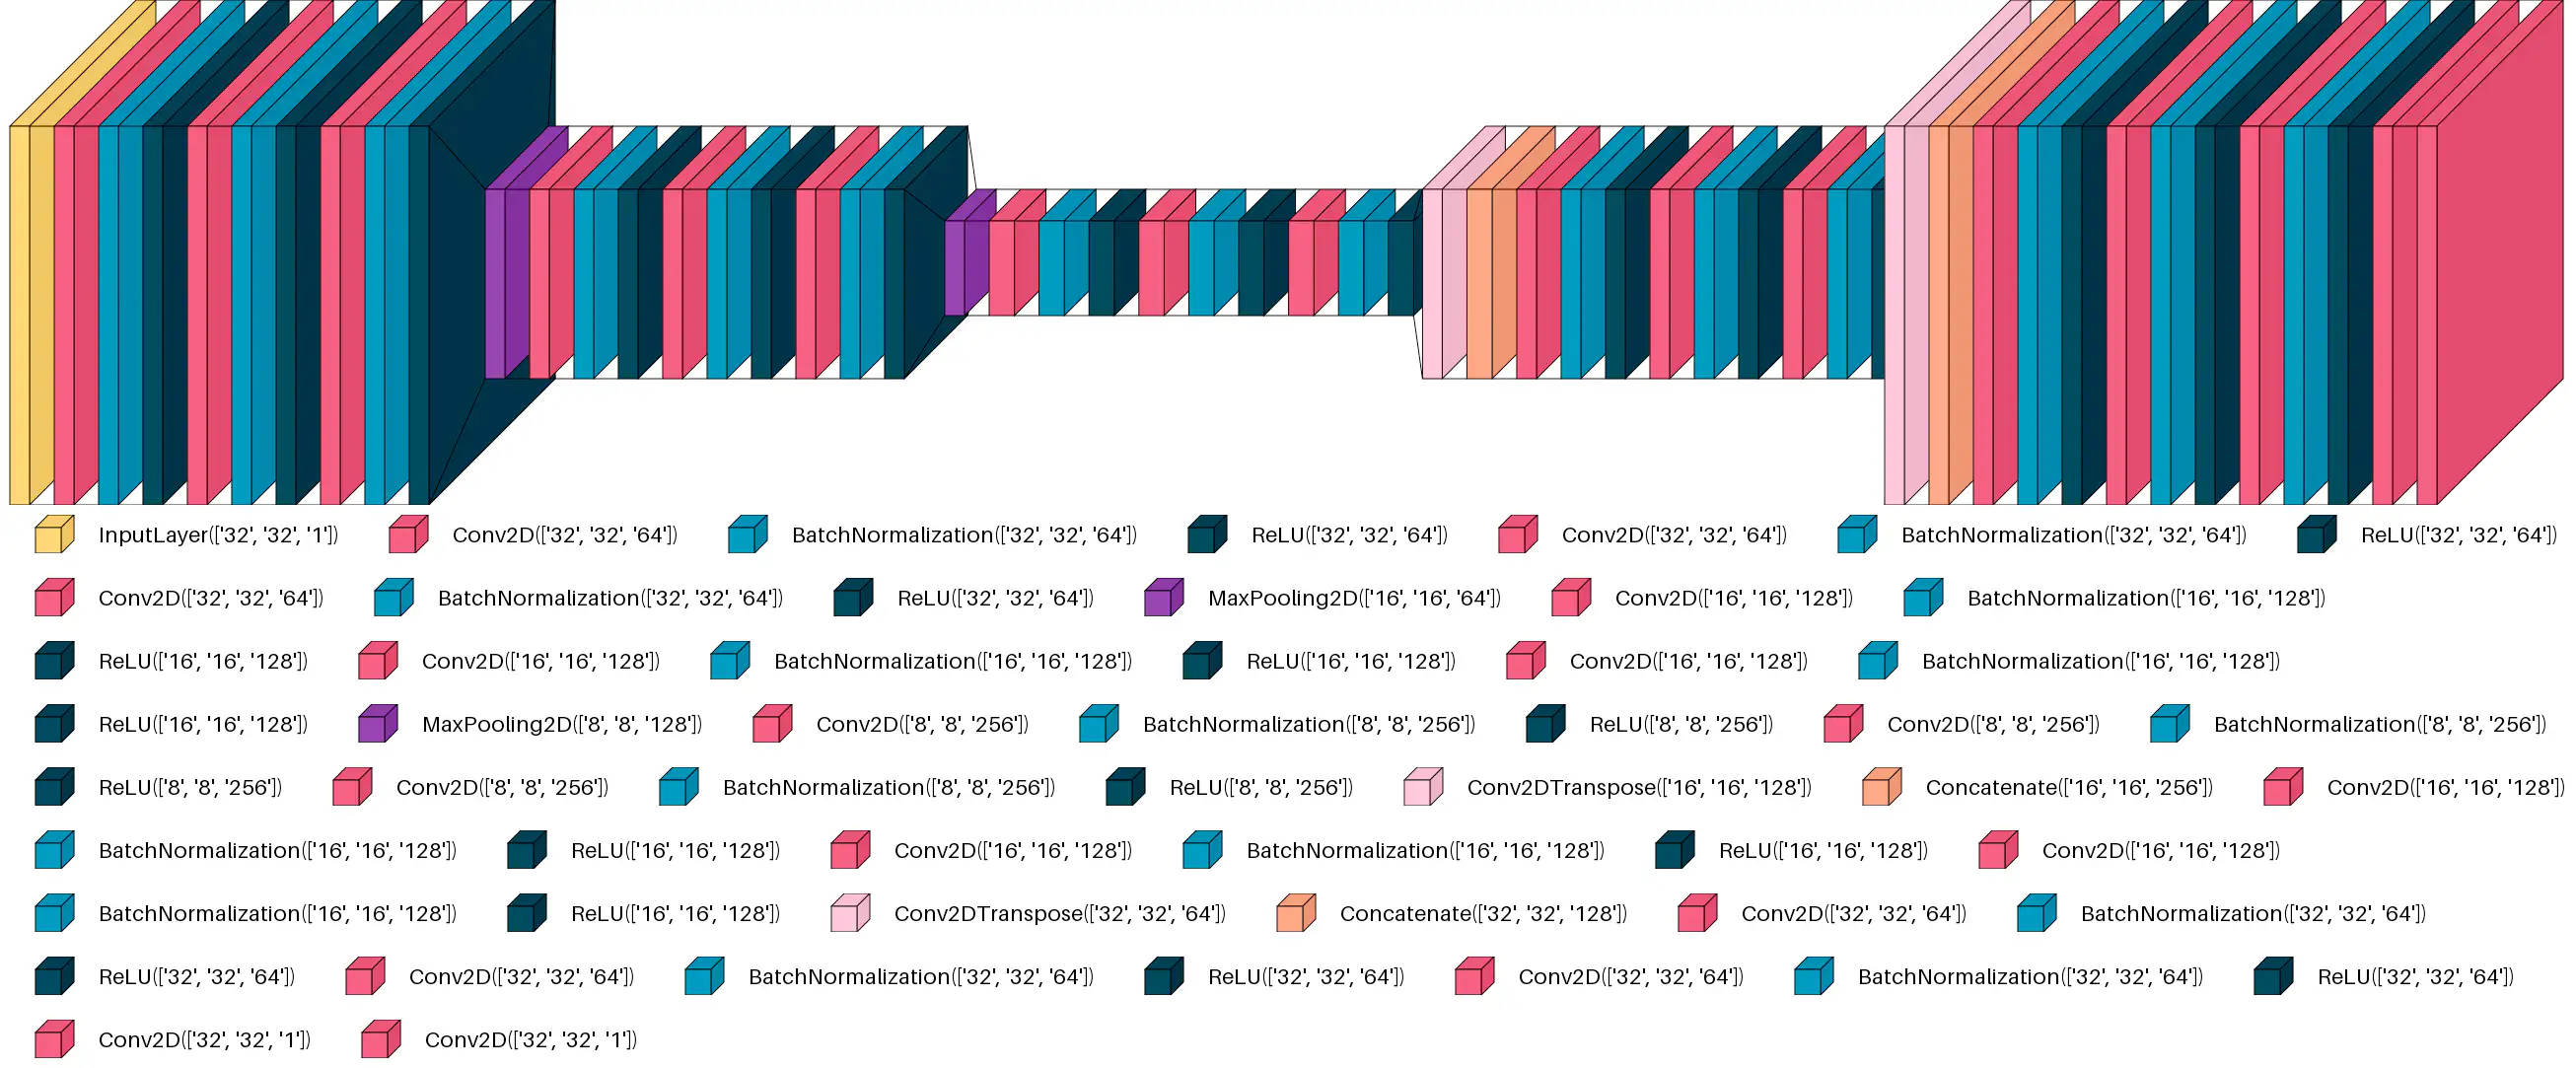 InputLayer(['32', '32', '1']) Conv2D(['32', '32', '64']) BatchNormalization(['32', '32', '64']) ReLU(['32', '32', '64']) Conv2D(['32', '32', '64']) BatchNormalization(['32', '32', '64']) ReLU(['32', '32', '64'])
Conv2D(['32', '32', '64']) BatchNormalization(['32', '32', '64']) ReLU(['32', '32', '64']) MaxPooling2D(['16', '16', '64']) Conv2D(['16', '16', '128']) BatchNormalization(['16', '16', '128'])
ReLU(['16', '16', '128']) Conv2D(['16', '16', '128']) BatchNormalization(['16', '16', '128']) ReLU(['16', '16', '128']) Conv2D(['16', '16', '128']) BatchNormalization(['16', '16', '128'])
ReLU(['16', '16', '128']) MaxPooling2D(['8', '8', '128']) Conv2D(['8', '8', '256']) BatchNormalization(['8', '8', '256']) ReLU(['8', '8', '256']) Conv2D(['8', '8', '256']) BatchNormalization(['8', '8', '256'])
ReLU(['8', '8', '256']) Conv2D(['8', '8', '256']) BatchNormalization(['8', '8', '256']) ReLU(['8', '8', '256']) Conv2DTranspose(['16', '16', '128']) Concatenate(['16', '16', '256']) Conv2D(['16', '16', '128'])
BatchNormalization(['16', '16', '128']) ReLU(['16', '16', '128']) Conv2D(['16', '16', '128']) BatchNormalization(['16', '16', '128']) ReLU(['16', '16', '128']) Conv2D(['16', '16', '128'])
BatchNormalization(['16', '16', '128']) ReLU(['16', '16', '128']) Conv2DTranspose(['32', '32', '64']) Concatenate(['32', '32', '128']) Conv2D(['32', '32', '64']) BatchNormalization(['32', '32', '64'])
ReLU(['32', '32', '64']) Conv2D(['32', '32', '64']) BatchNormalization(['32', '32', '64']) ReLU(['32', '32', '64']) Conv2D(['32', '32', '64']) BatchNormalization(['32', '32', '64']) ReLU(['32', '32', '64'])
Conv2D(['32', '32', '1']) Conv2D(['32', '32', '1'])